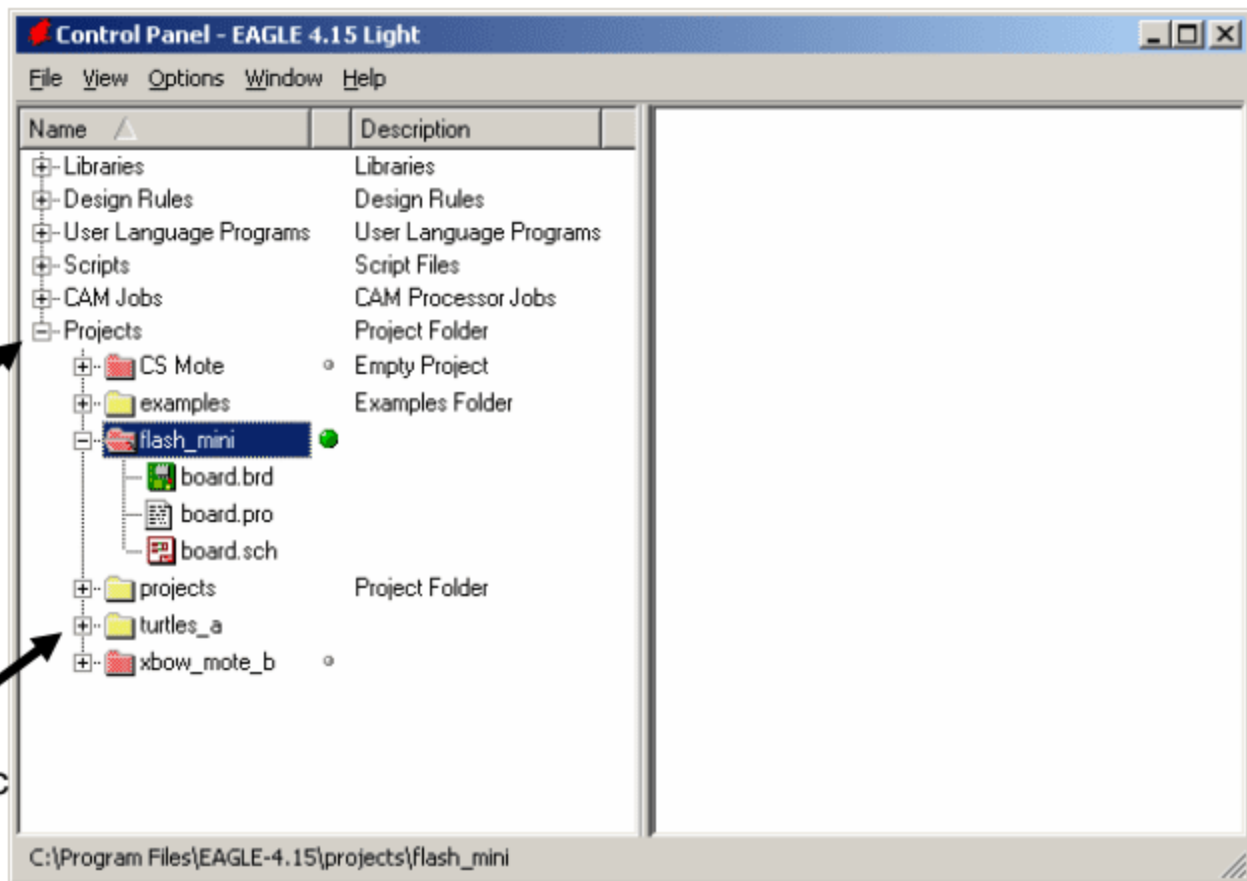 Control Panel - EAGLE 4.15 Light
File View Options Window Help
Name Description
Libraries Libraries
Design Rules Design Rules
User Language Programs User Language Programs
Scripts Script Files
CAM Jobs CAM Processor Jobs
Projects Project Folder
CS Mote Empty Project
examples Examples Folder
flash_mini
board.brd
board.pro
board.sch
projects Project Folder
turtles_a
xbow_mote_b
c
C:\Program Files\EAGLE-4.15\projects\flash_mini